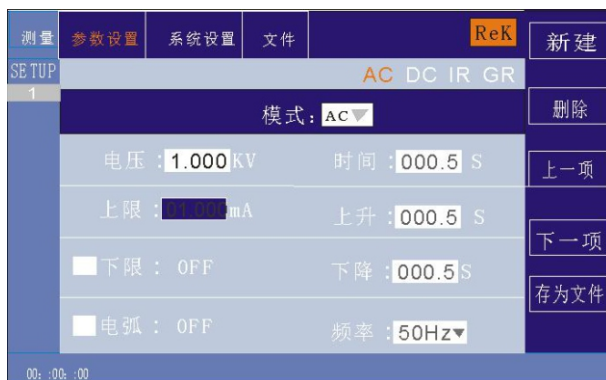 测量 参数设置 系统设置 文件 ReK 新建
SETUP AC DC IR GR
1
模式：AC 删除
电压：1.000 KV 时间：000.5 S 上一项
上限：01.000 mA 上升：000.5 S
下限：OFF 下降：000.5 S 下一项
电弧：OFF 频率：50Hz 存为文件
00: :00: :00